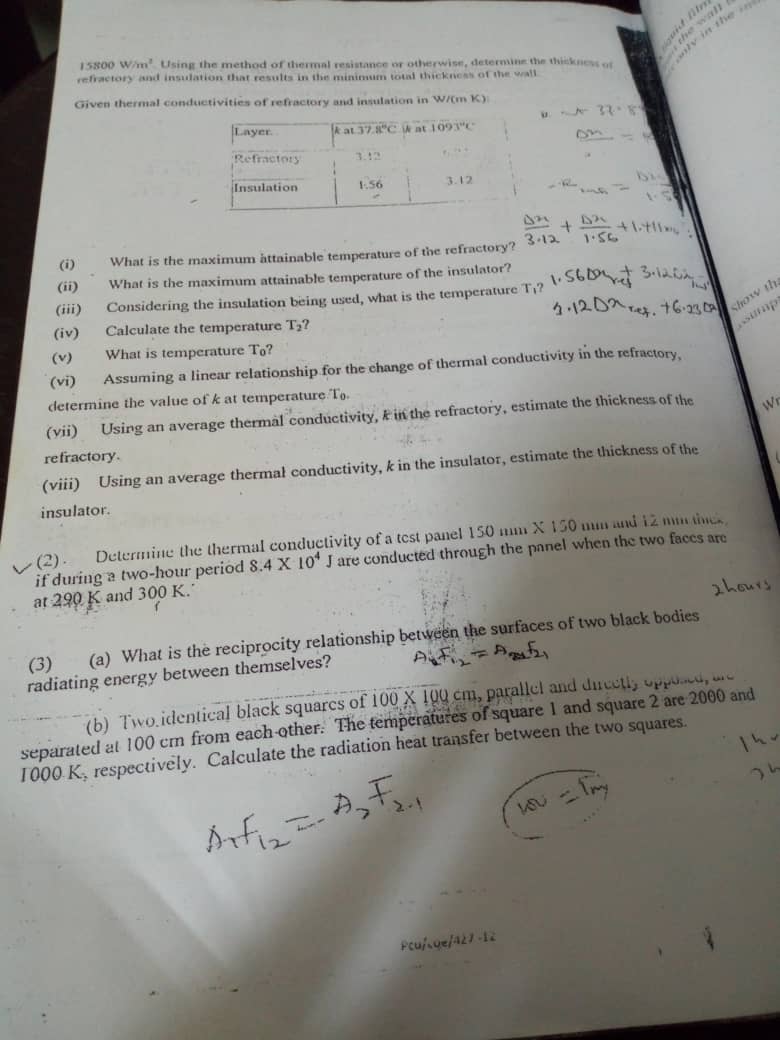 15800 W/m². Using the method of thermal resistance or otherwise, determine the thickness of
refractory and insulation that results in the minimum total thickness of the wall.
Given thermal conductivities of refractory and insulation in W/(m K):
Layer. k at 37.8°C k at 1093°C
Refractory 3.12
Insulation 1.56 3.12
(i) What is the maximum attainable temperature of the refractory?
(ii) What is the maximum attainable temperature of the insulator?
(iii) Considering the insulation being used, what is the temperature T₁?
(iv) Calculate the temperature T₂?
(v) What is temperature T₀?
(vi) Assuming a linear relationship for the change of thermal conductivity in the refractory,
determine the value of k at temperature T₀.
(vii) Using an average thermal conductivity, k in the refractory, estimate the thickness of the
refractory.
(viii) Using an average thermal conductivity, k in the insulator, estimate the thickness of the
insulator.
(2). Determine the thermal conductivity of a test panel 150 mm X 150 mm and 12 mm thick,
if during a two-hour period 8.4 X 10⁴ J are conducted through the panel when the two faces are
at 290 K and 300 K.
2 hours
(3) (a) What is the reciprocity relationship between the surfaces of two black bodies
radiating energy between themselves?
(b) Two identical black squares of 100 X 100 cm, parallel and directly opposed, are
separated at 100 cm from each other. The temperatures of square 1 and square 2 are 2000 and
1000 K, respectively. Calculate the radiation heat transfer between the two squares.